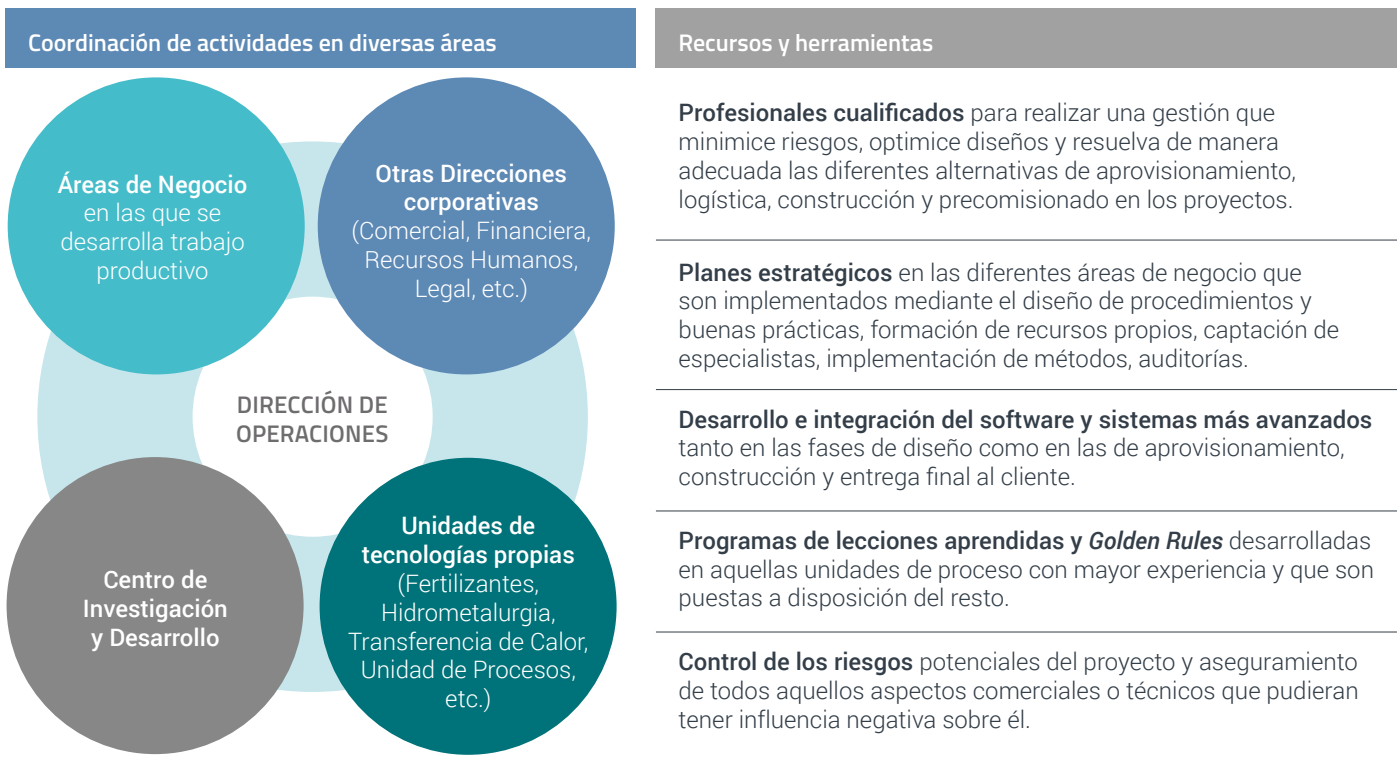 Coordinación de actividades en diversas áreas
Áreas de Negocio
en las que se
desarrolla trabajo
productivo
Otras Direcciones
corporativas
(Comercial, Financiera,
Recursos Humanos,
Legal, etc.)
DIRECCIÓN DE
OPERACIONES
Centro de
Investigación
y Desarrollo
Unidades de
tecnologías propias
(Fertilizantes,
Hidrometalurgia,
Transferencia de Calor,
Unidad de Procesos,
etc.)
Recursos y herramientas
Profesionales cualificados para realizar una gestión que
minimice riesgos, optimice diseños y resuelva de manera
adecuada las diferentes alternativas de aprovisionamiento,
logística, construcción y precomisionado en los proyectos.
Planes estratégicos en las diferentes áreas de negocio que
son implementados mediante el diseño de procedimientos y
buenas prácticas, formación de recursos propios, captación de
especialistas, implementación de métodos, auditorías.
Desarrollo e integración del software y sistemas más avanzados
tanto en las fases de diseño como en las de aprovisionamiento,
construcción y entrega final al cliente.
Programas de lecciones aprendidas y Golden Rules desarrolladas
en aquellas unidades de proceso con mayor experiencia y que son
puestas a disposición del resto.
Control de los riesgos potenciales del proyecto y aseguramiento
de todos aquellos aspectos comerciales o técnicos que pudieran
tener influencia negativa sobre él.